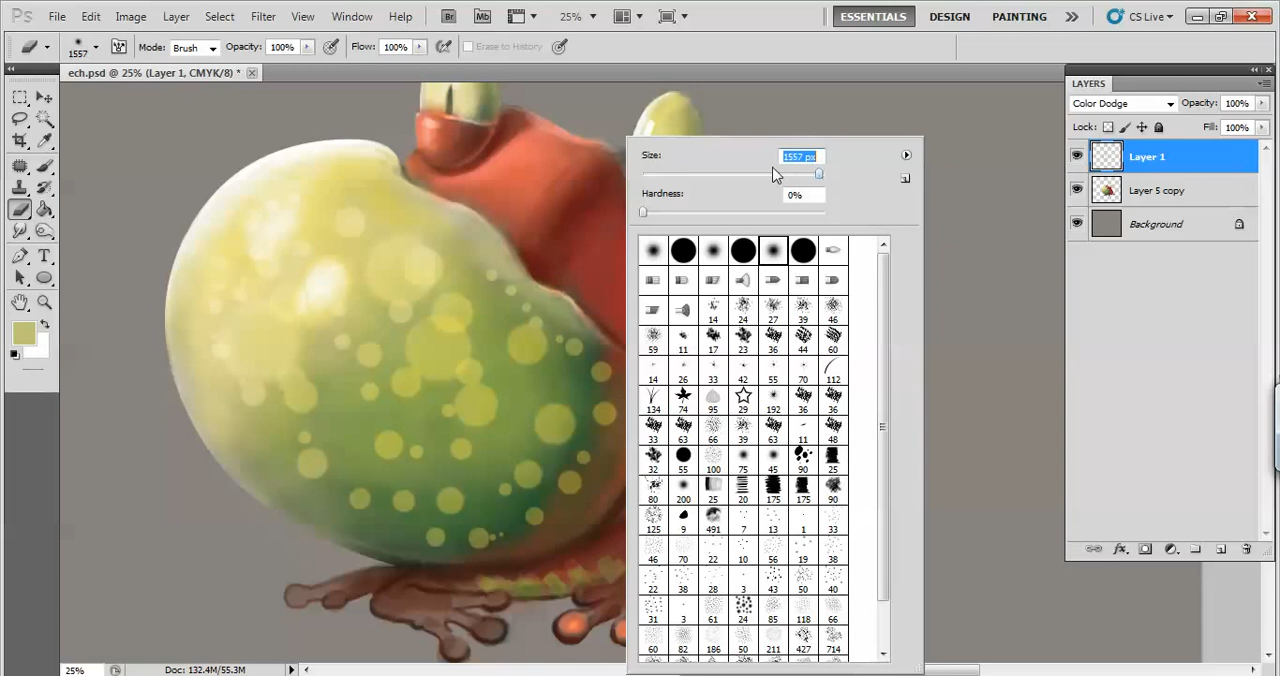 Ps File Edit Image Layer Select Filter View Window Help Br Mb 25% ESSENTIALS DESIGN PAINTING CS Live
1557 Mode: Brush Opacity: 100% Flow: 100% Erase to History
ech.psd @ 25% (Layer 1, CMYK/8) *
LAYERS
Color Dodge Opacity: 100%
Lock: Fill: 100%
Layer 1
Layer 5 copy
Background
Size: 1557 px
Hardness: 0%
14 24 27 39 46
59 11 17 23 36 44 60
14 26 33 42 55 70 112
134 74 95 29 192 36 36
33 63 66 39 63 11 48
32 55 100 75 45 90 25
80 200 25 20 175 175 90
125 9 491 7 13 1 33
46 70 22 10 56 19 38
22 38 28 3 43 50 40
31 3 61 24 85 118 66
60 82 186 50 211 427 714
T
fx
25% Doc: 132.4M/55.3M